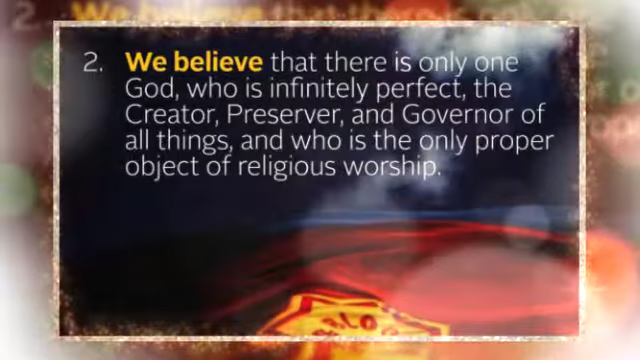 2. We believe that there is only one
God, who is infinitely perfect, the
Creator, Preserver, and Governor of
all things, and who is the only proper
object of religious worship.